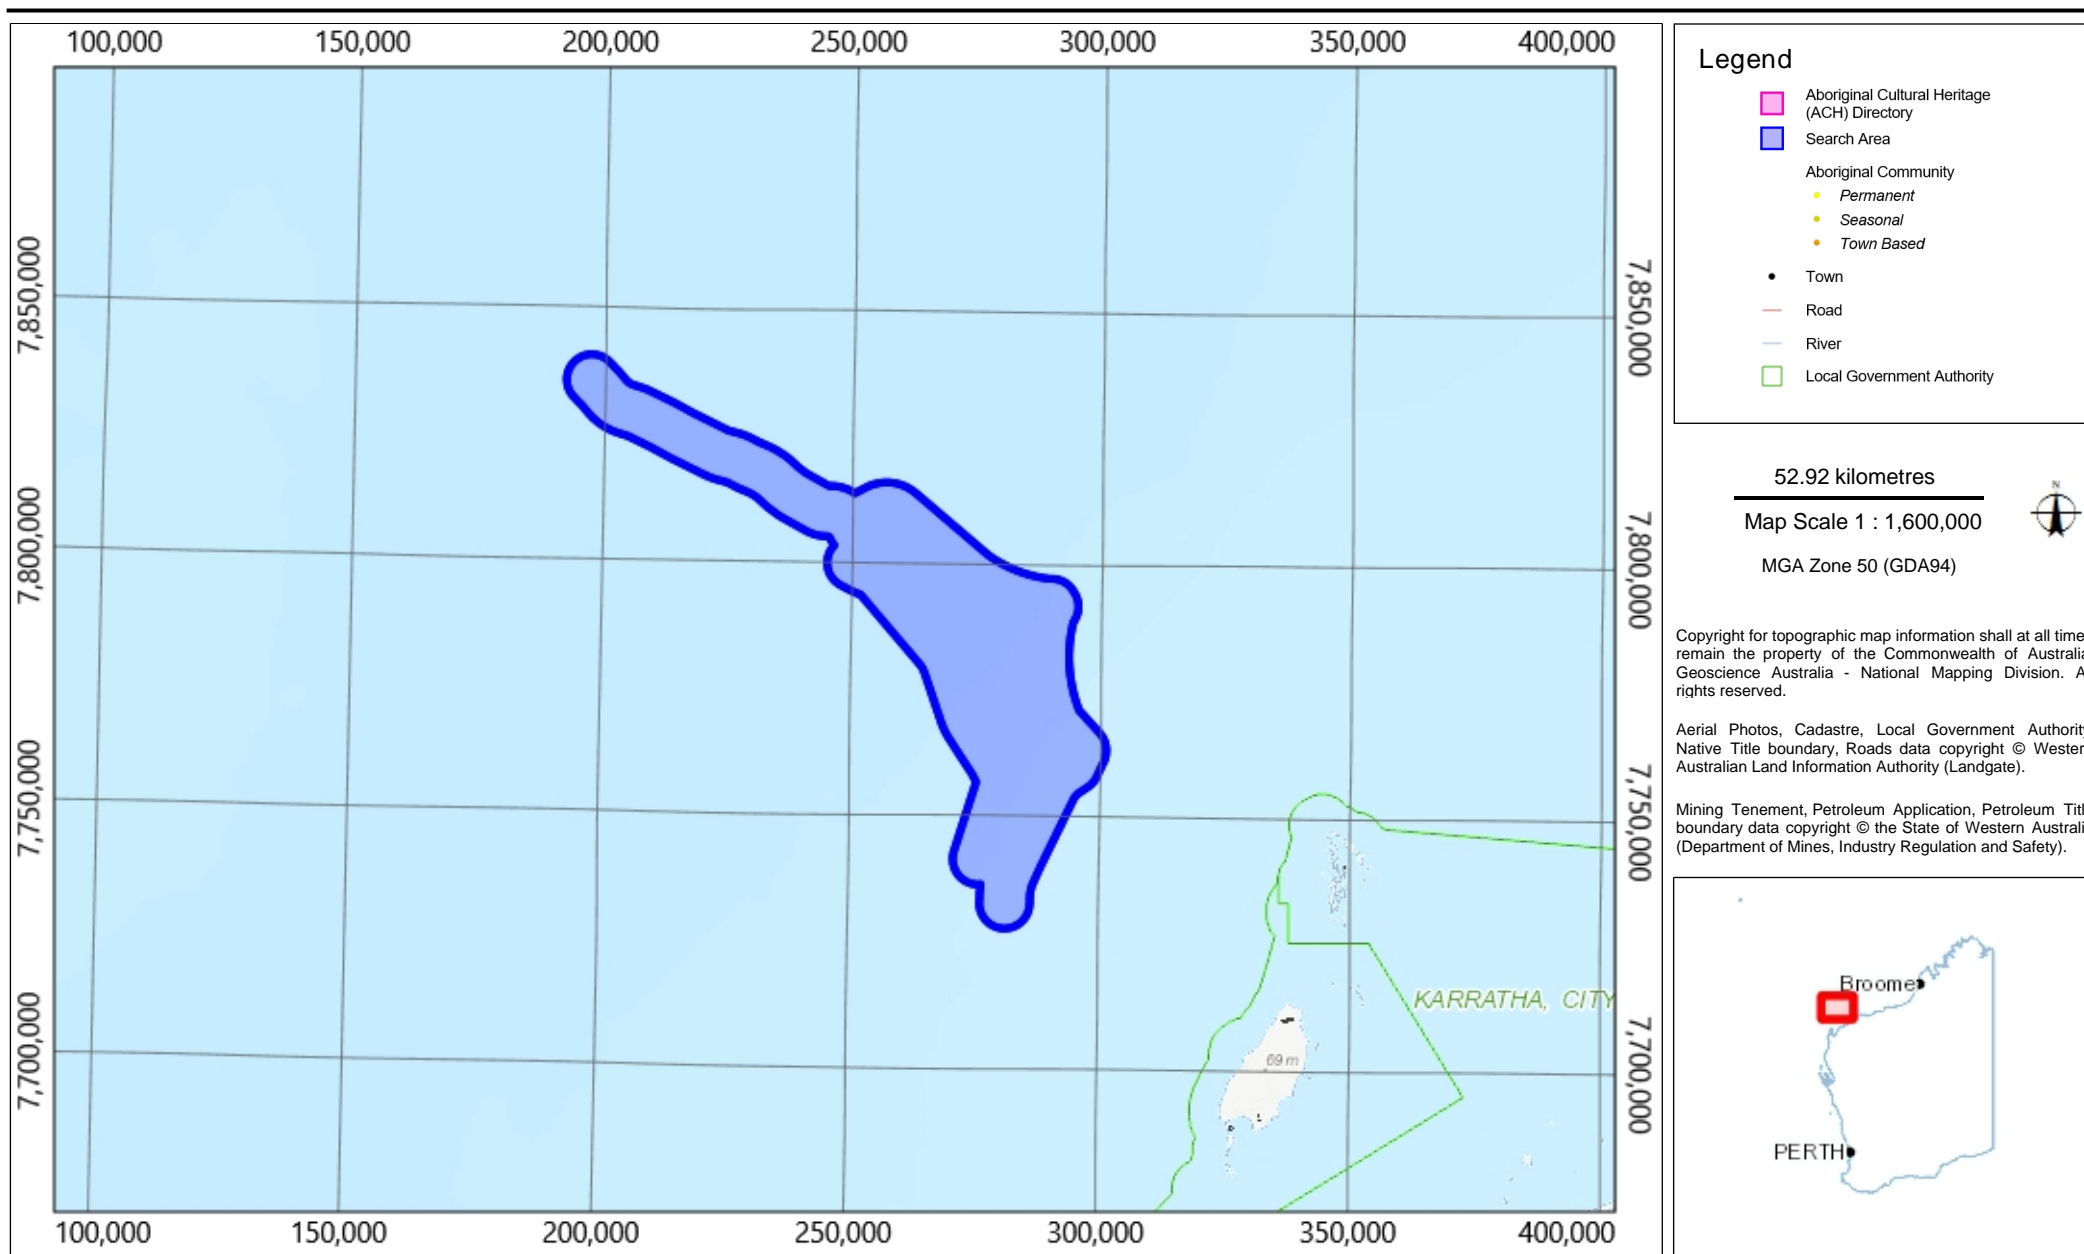 100,000 150,000 200,000 250,000 300,000 350,000 400,000
7,850,000
7,800,000
7,750,000
7,700,000
7,850,000
7,800,000
7,750,000
7,700,000
KARRATHA, CITY
69 m
100,000 150,000 200,000 250,000 300,000 350,000 400,000
Legend
Aboriginal Cultural Heritage
(ACH) Directory
Search Area
Aboriginal Community
Permanent
Seasonal
Town Based
Town
Road
River
Local Government Authority
52.92 kilometres
Map Scale 1 : 1,600,000
MGA Zone 50 (GDA94)
N
Copyright for topographic map information shall at all time
remain the property of the Commonwealth of Australi
Geoscience Australia - National Mapping Division. A
rights reserved.
Aerial Photos, Cadastre, Local Government Authorit
Native Title boundary, Roads data copyright © Wester
Australian Land Information Authority (Landgate).
Mining Tenement, Petroleum Application, Petroleum Titl
boundary data copyright © the State of Western Australi
(Department of Mines, Industry Regulation and Safety).
Broome
PERTH